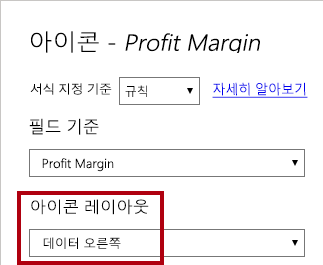 아이콘 - Profit Margin
서식 지정 기준 규칙 자세히 알아보기
필드 기준
Profit Margin
아이콘 레이아웃
데이터 오른쪽